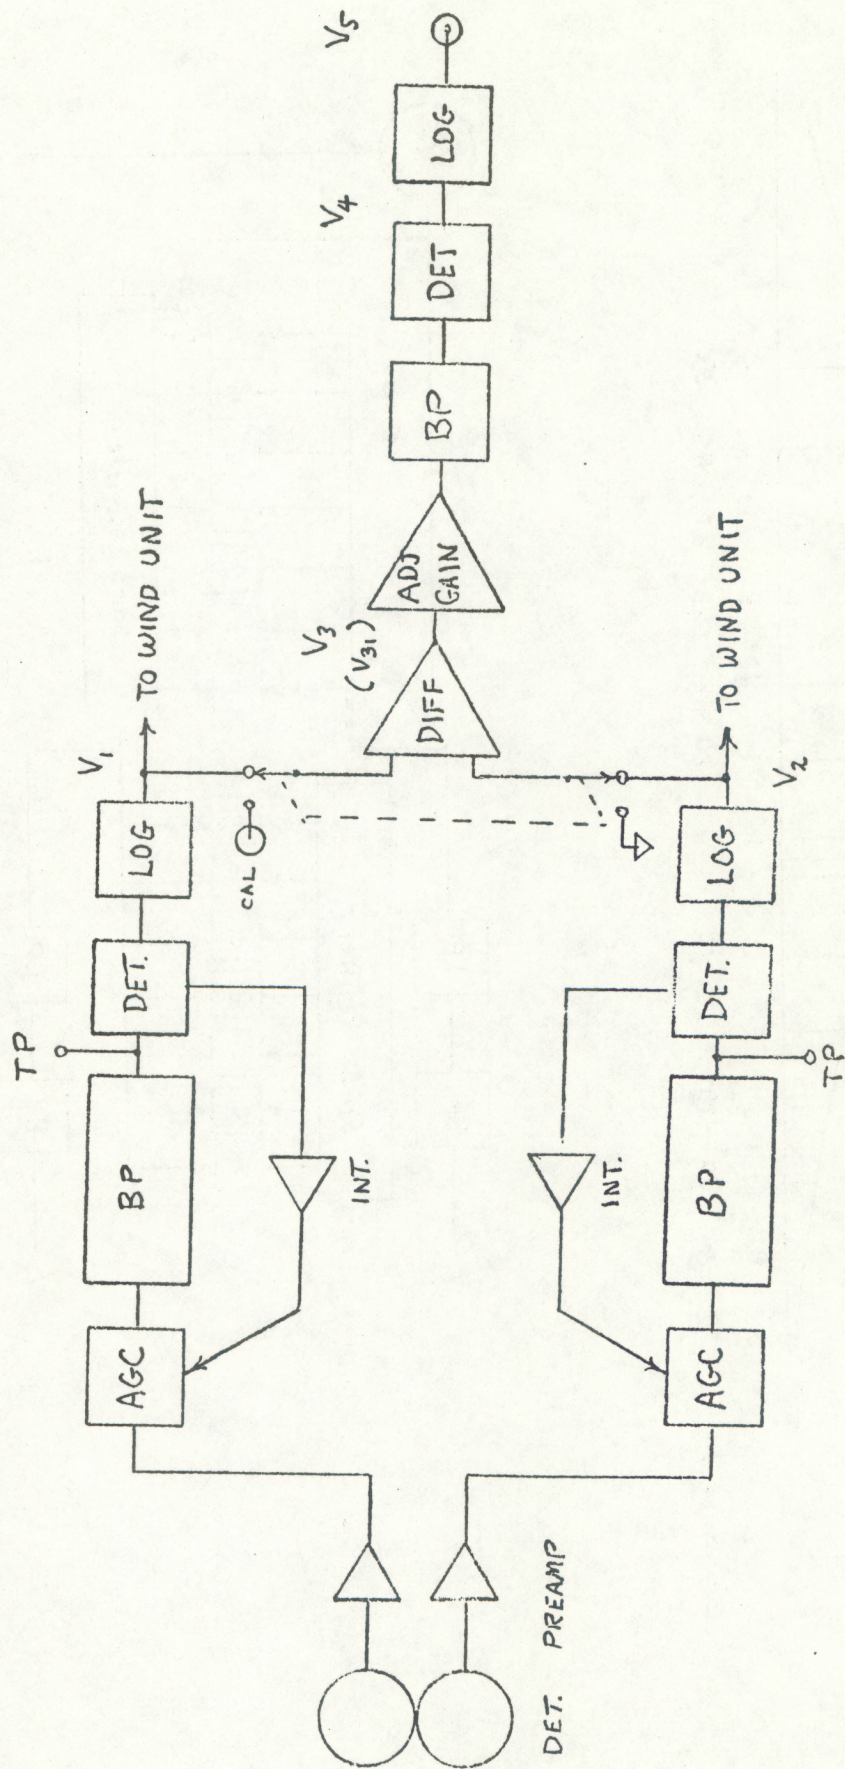 DET.
PREAMP
AGC
BP
TP
DET.
LOG
V1
TO WIND UNIT
INT.
CAL
DIFF
V3
(V31)
ADJ
GAIN
BP
DET
V4
LOG
V5
INT.
AGC
BP
TP
DET.
LOG
V2
TO WIND UNIT